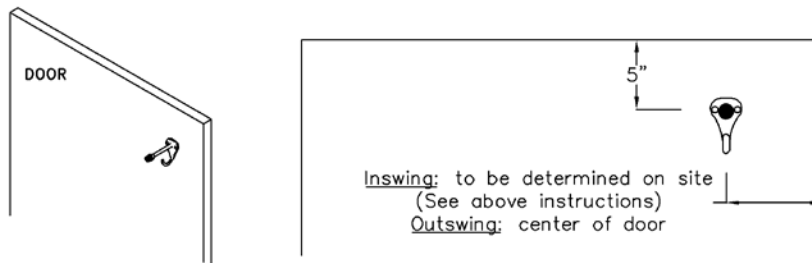 DOOR
5”
Inswing: to be determined on site
(See above instructions)
Outswing: center of door